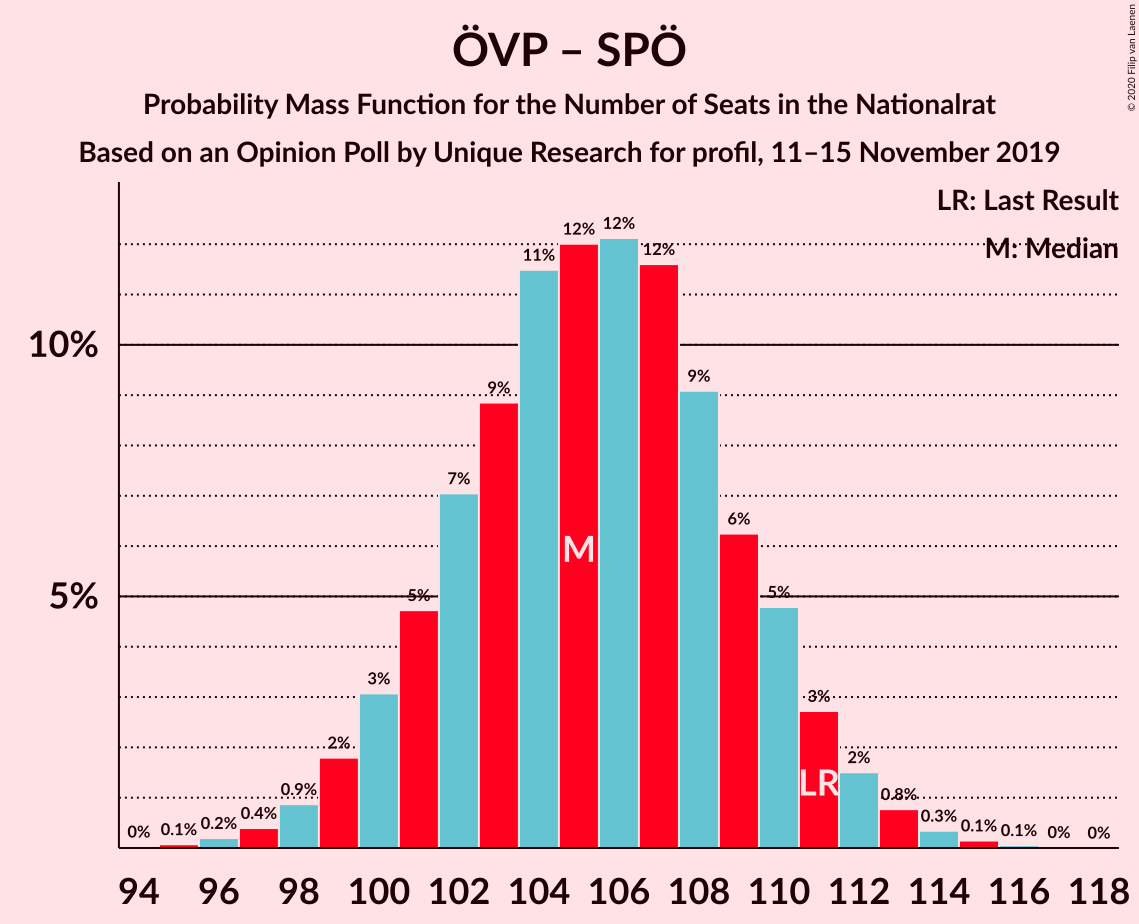 ÖVP – SPÖ
Probability Mass Function for the Number of Seats in the Nationalrat
Based on an Opinion Poll by Unique Research for profil, 11–15 November 2019
© 2020 Filip van Laenen
LR: Last Result
M: Median
10%
5%
0% 0.1% 0.2% 0.4% 0.9% 2% 3% 5% 7% 9% 11% 12% 12% 12% 9% 6% 5% 3% 2% 0.8% 0.3% 0.1% 0.1% 0% 0%
M
LR
94 96 98 100 102 104 106 108 110 112 114 116 118